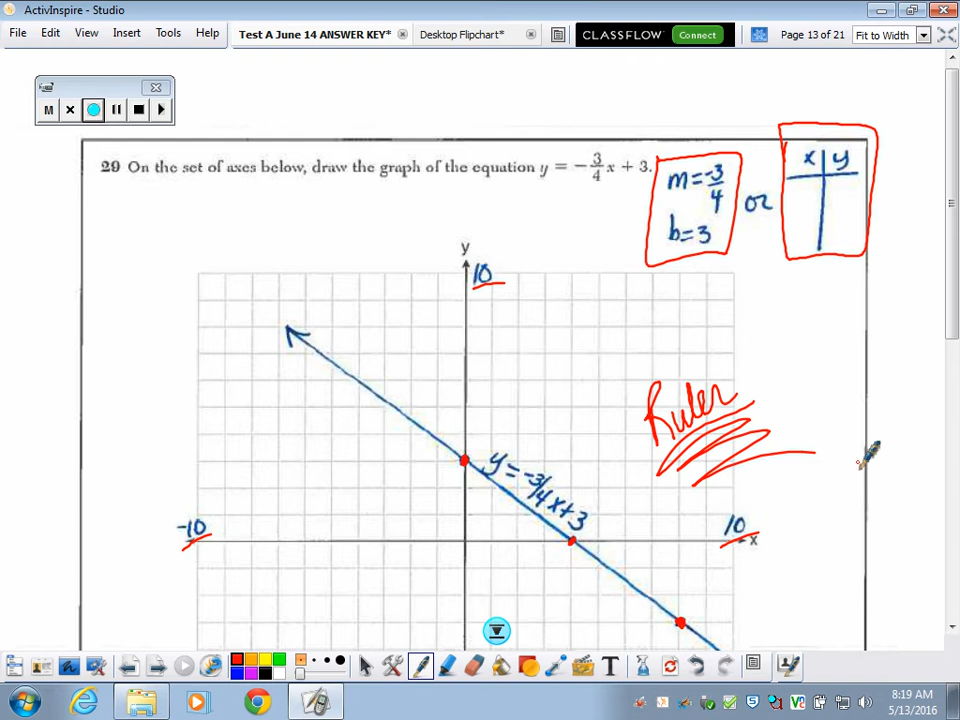 ActivInspire - Studio
File Edit View Insert Tools Help
Test A June 14 ANSWER KEY*
Desktop Flipchart*
CLASSFLOW Connect
Page 13 of 21
Fit to Width
M
29 On the set of axes below, draw the graph of the equation y = -3/4 x + 3.
m = -3/4
b = 3
or
x y
y
10
Ruler
y = -3/4 x + 3
-10
10
x
T
8:19 AM
5/13/2016